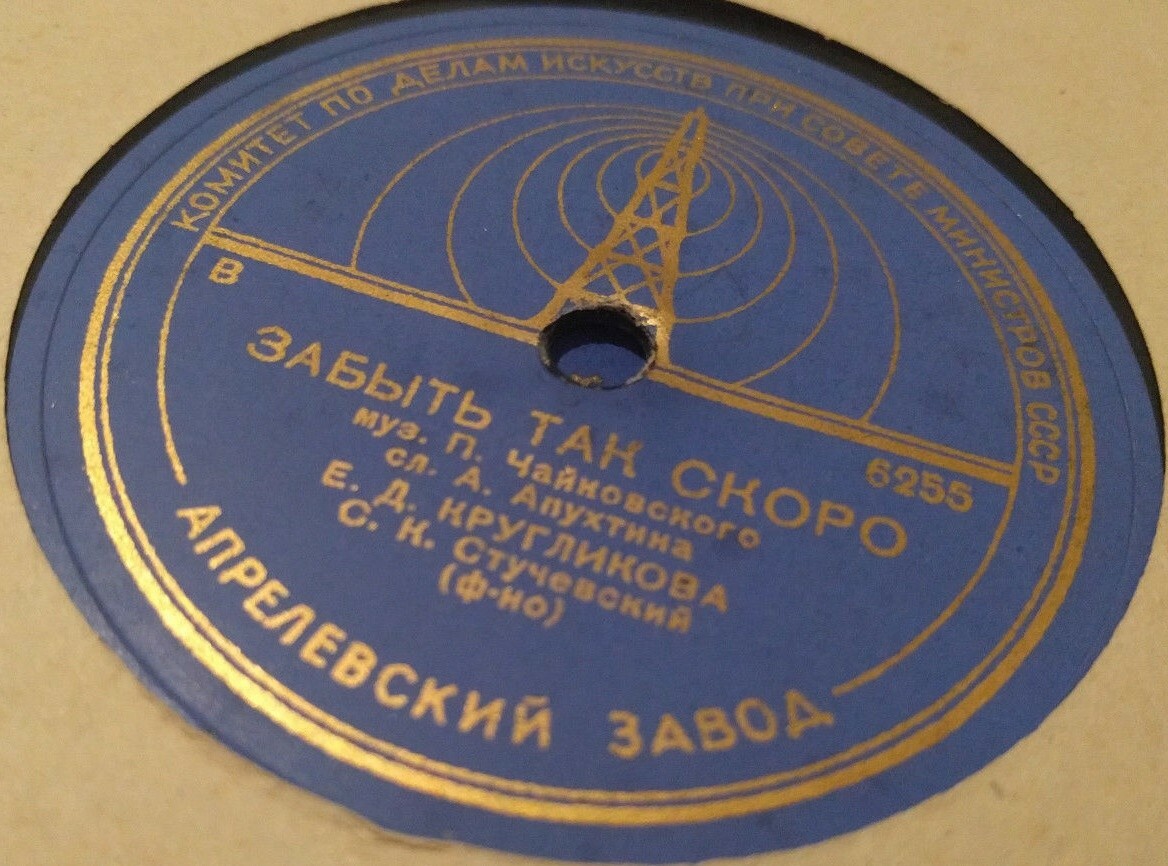 КОМИТЕТ ПО ДЕЛАМ ИСКУССТВ ПРИ СОВЕТЕ МИНИСТРОВ СССР
В 6255
ЗАБЫТЬ ТАК СКОРО
муз. П. Чайковского
сл. А. Апухтина
Е. Д. КРУГЛИКОВА
С. К. Стучевский
(ф-но)
АПРЕЛЕВСКИЙ ЗАВОД